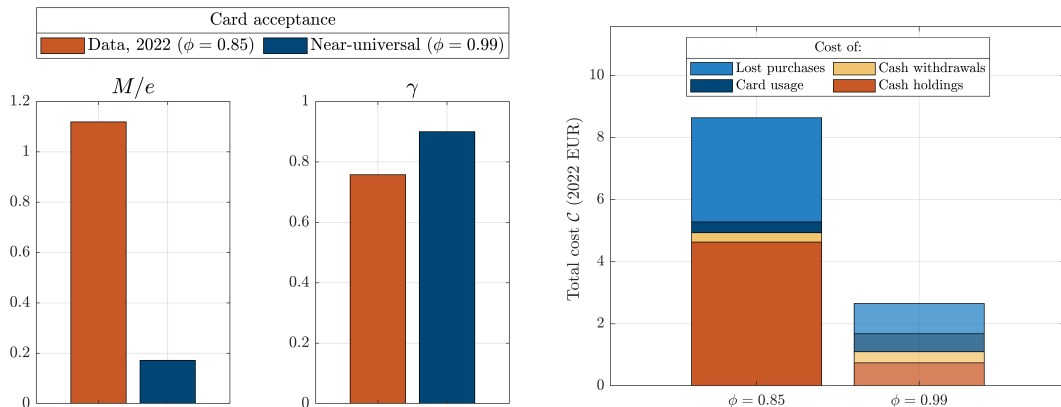 Card acceptance
Data, 2022 (ϕ = 0.85) Near-universal (ϕ = 0.99)
M/e
1.2
1
0.8
0.6
0.4
0.2
0
γ
1
0.8
0.6
0.4
0.2
0
Cost of:
Lost purchases Cash withdrawals
Card usage Cash holdings
Total cost 𝒞 (2022 EUR)
10
8
6
4
2
0
ϕ = 0.85 ϕ = 0.99